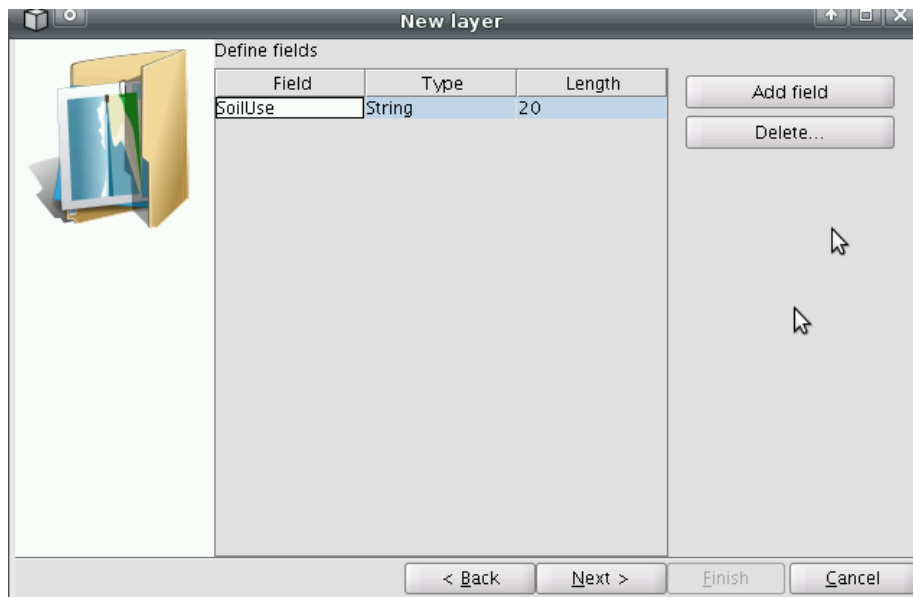 New layer
Define fields
Field Type Length
SoilUse String 20
Add field
Delete...
< Back Next > Finish Cancel